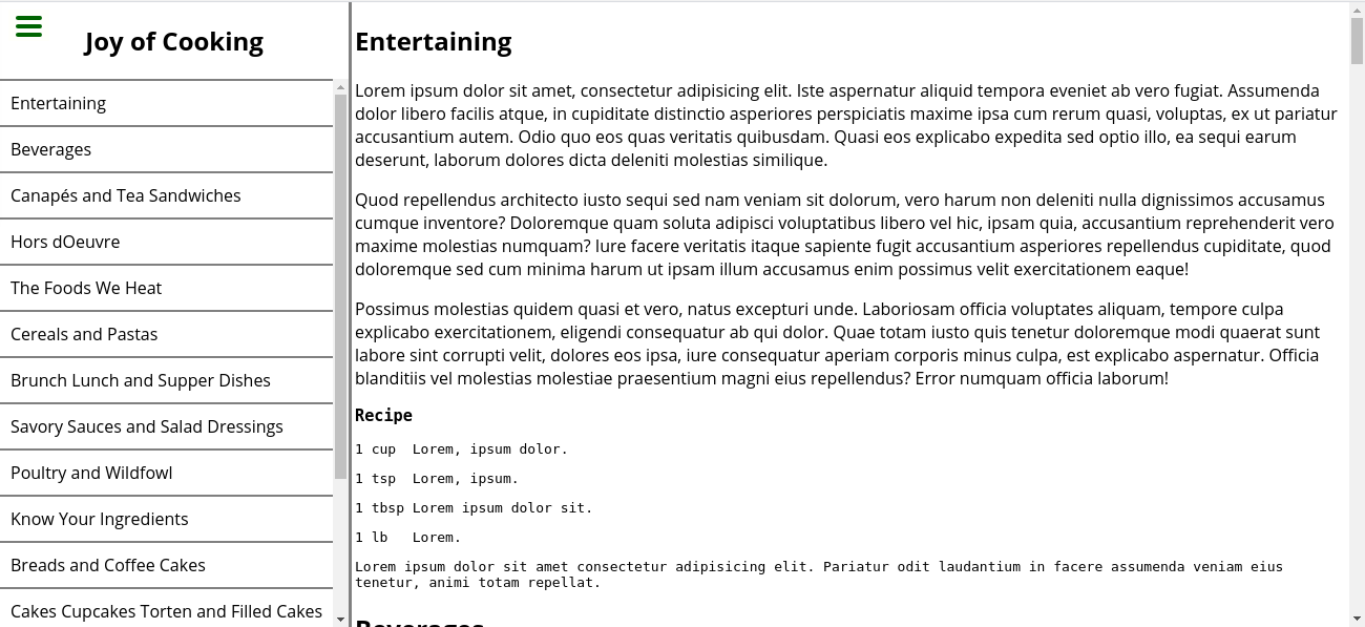 Joy of Cooking
Entertaining
Beverages
Canapés and Tea Sandwiches
Hors dOeuvre
The Foods We Heat
Cereals and Pastas
Brunch Lunch and Supper Dishes
Savory Sauces and Salad Dressings
Poultry and Wildfowl
Know Your Ingredients
Breads and Coffee Cakes
Cakes Cupcakes Torten and Filled Cakes
Entertaining
Lorem ipsum dolor sit amet, consectetur adipisicing elit. Iste aspernatur aliquid tempora eveniet ab vero fugiat. Assumenda
dolor libero facilis atque, in cupiditate distinctio asperiores perspiciatis maxime ipsa cum rerum quasi, voluptas, ex ut pariatur
accusantium autem. Odio quo eos quas veritatis quibusdam. Quasi eos explicabo expedita sed optio illo, ea sequi earum
deserunt, laborum dolores dicta deleniti molestias similique.
Quod repellendus architecto iusto sequi sed nam veniam sit dolorum, vero harum non deleniti nulla dignissimos accusamus
cumque inventore? Doloremque quam soluta adipisci voluptatibus libero vel hic, ipsam quia, accusantium reprehenderit vero
maxime molestias numquam? Iure facere veritatis itaque sapiente fugit accusantium asperiores repellendus cupiditate, quod
doloremque sed cum minima harum ut ipsam illum accusamus enim possimus velit exercitationem eaque!
Possimus molestias quidem quasi et vero, natus excepturi unde. Laboriosam officia voluptates aliquam, tempore culpa
explicabo exercitationem, eligendi consequatur ab qui dolor. Quae totam iusto quis tenetur doloremque modi quaerat sunt
labore sint corrupti velit, dolores eos ipsa, iure consequatur aperiam corporis minus culpa, est explicabo aspernatur. Officia
blanditiis vel molestias molestiae praesentium magni eius repellendus? Error numquam officia laborum!
Recipe
1 cup  Lorem, ipsum dolor.
1 tsp  Lorem, ipsum.
1 tbsp Lorem ipsum dolor sit.
1 lb   Lorem.
Lorem ipsum dolor sit amet consectetur adipisicing elit. Pariatur odit laudantium in facere assumenda veniam eius
tenetur, animi totam repellat.
Beverages